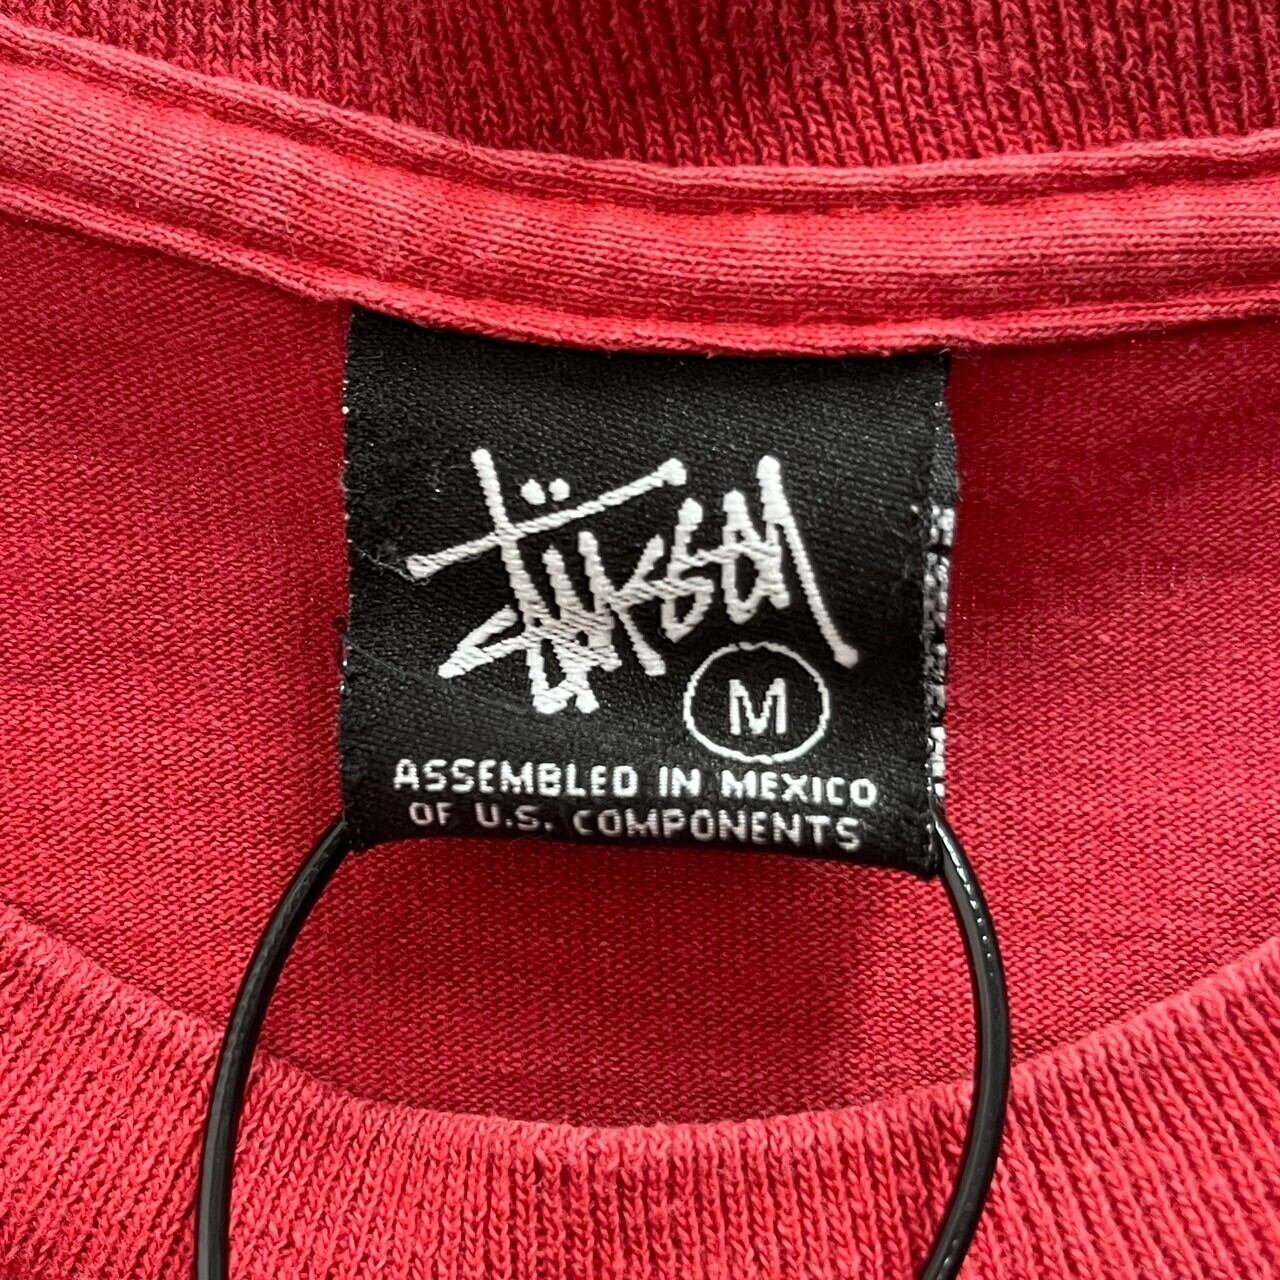 Stüssy
M
ASSEMBLED IN MEXICO
OF U.S. COMPONENTS